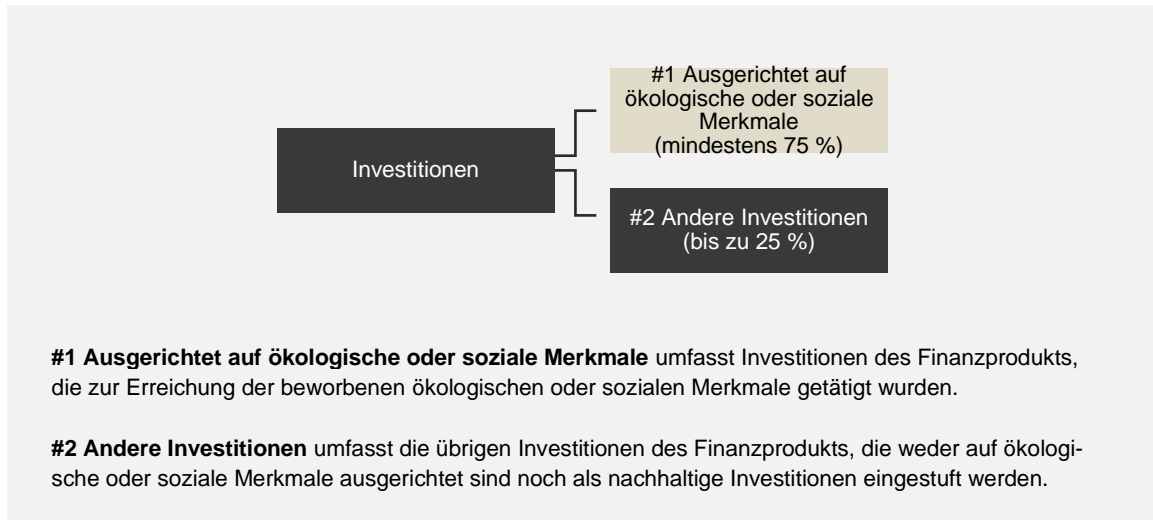 #1 Ausgerichtet auf
ökologische oder soziale
Merkmale
(mindestens 75 %)
Investitionen
#2 Andere Investitionen
(bis zu 25 %)
#1 Ausgerichtet auf ökologische oder soziale Merkmale umfasst Investitionen des Finanzprodukts,
die zur Erreichung der beworbenen ökologischen oder sozialen Merkmale getätigt wurden.
#2 Andere Investitionen umfasst die übrigen Investitionen des Finanzprodukts, die weder auf ökologi-
sche oder soziale Merkmale ausgerichtet sind noch als nachhaltige Investitionen eingestuft werden.